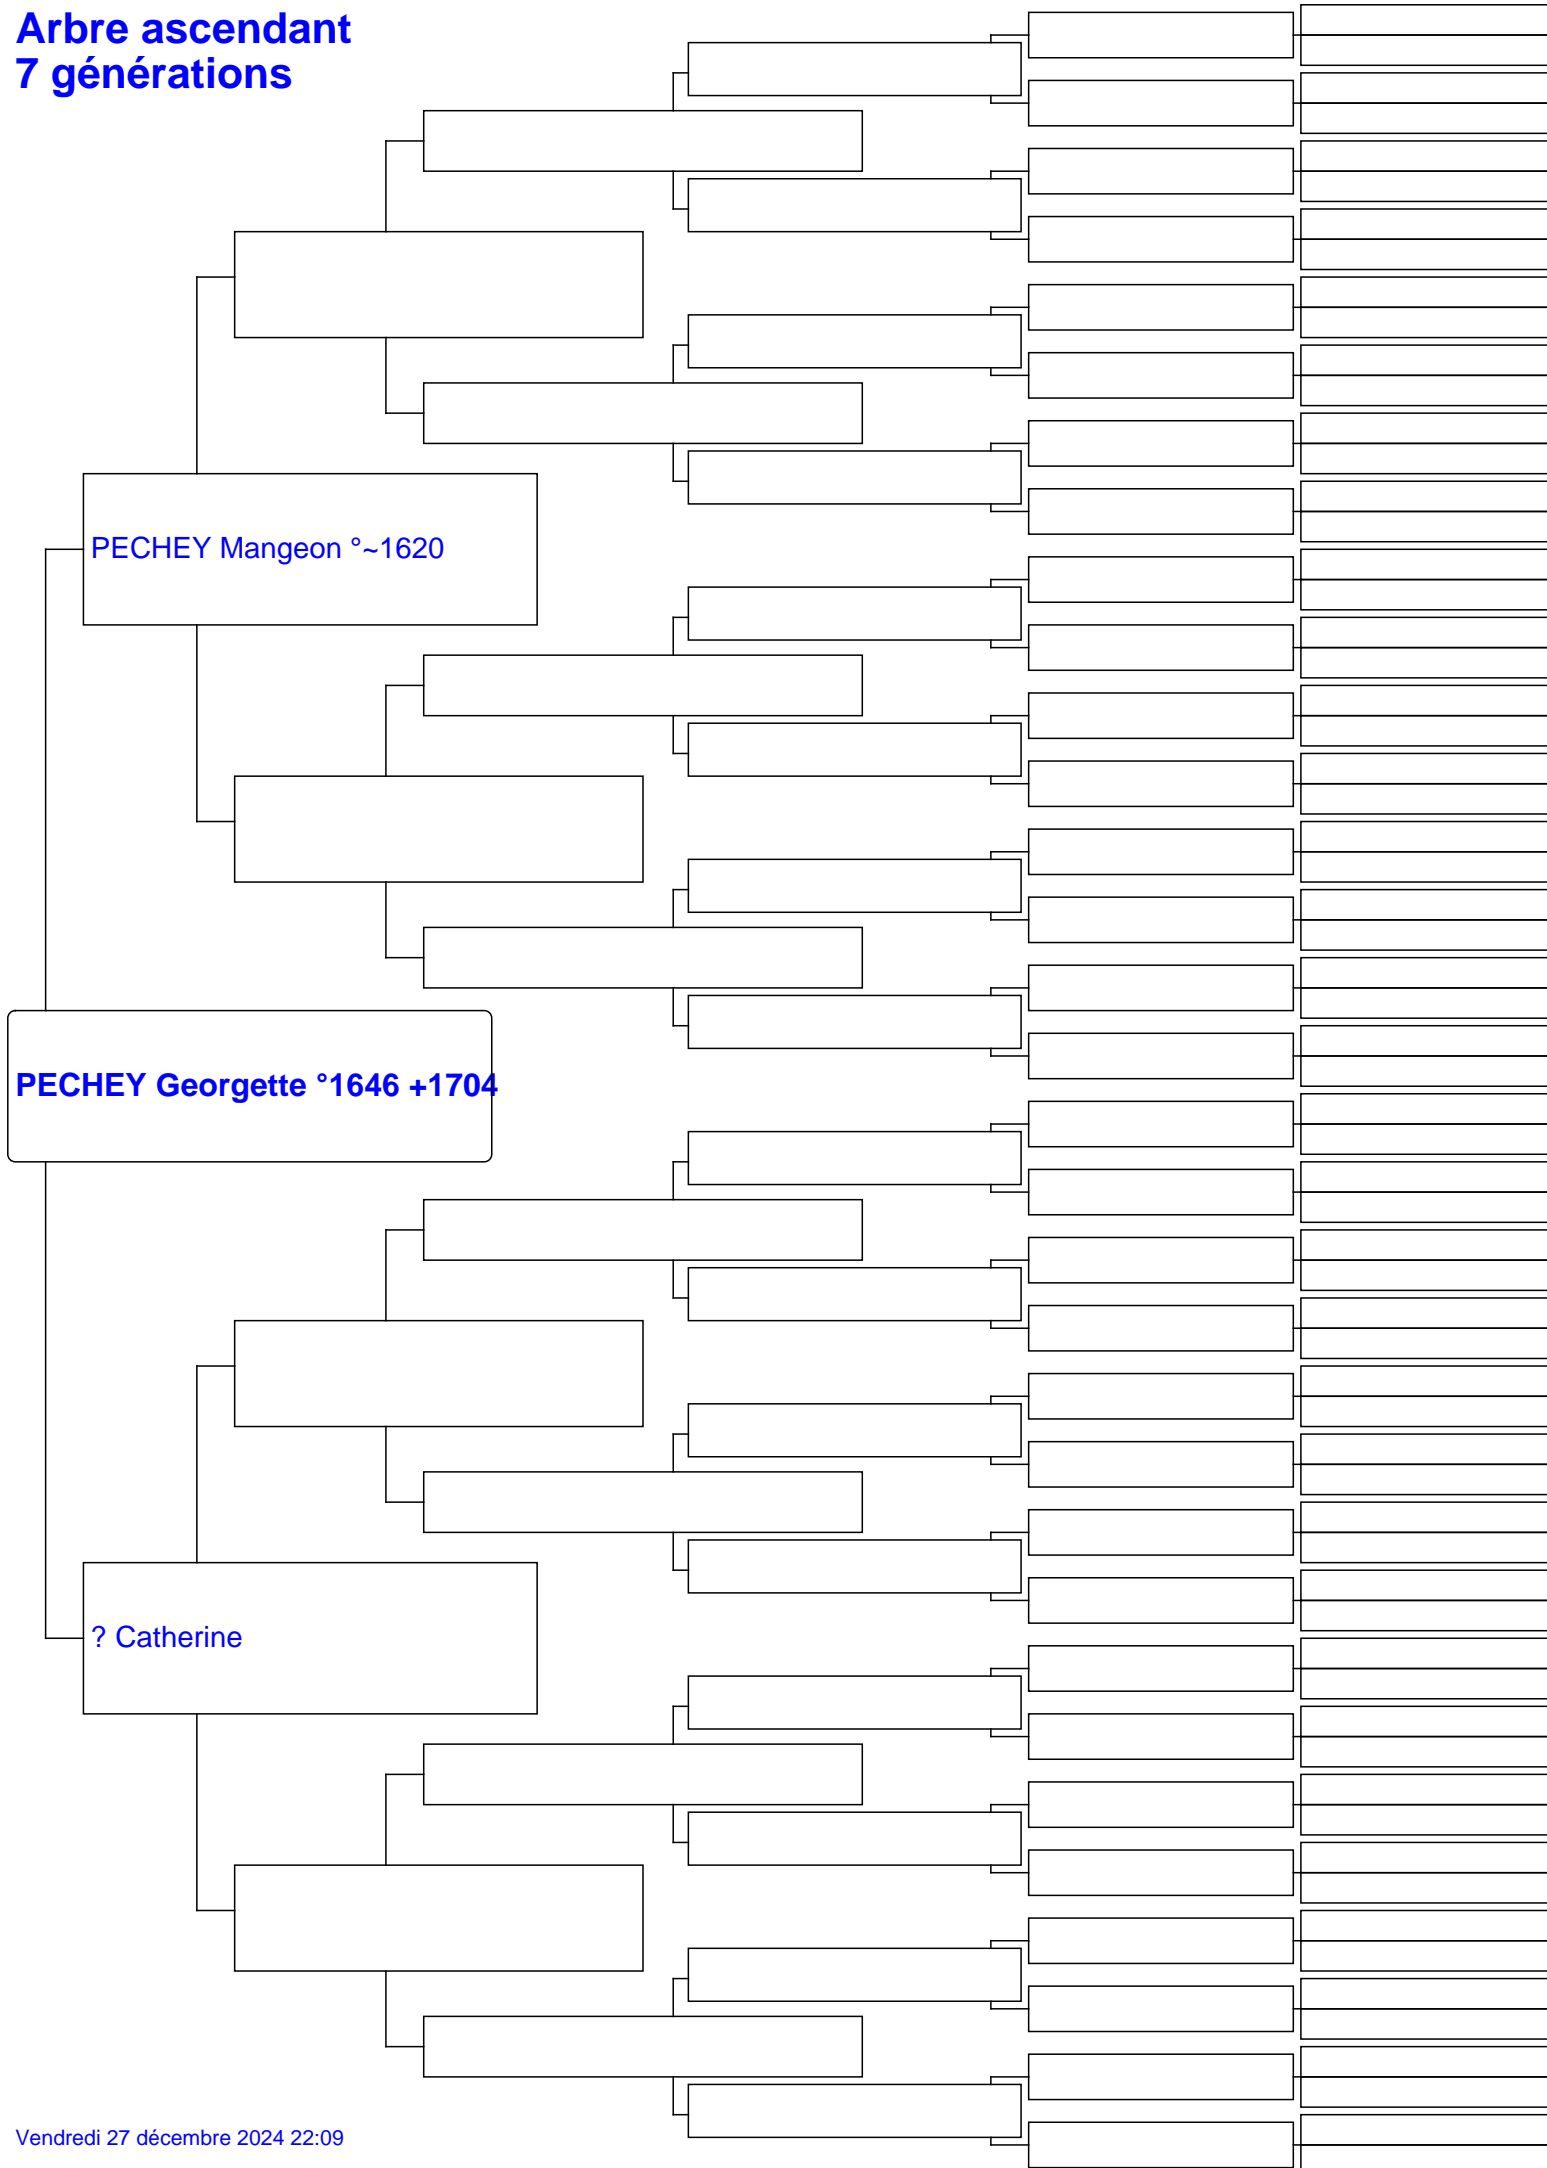 Arbre ascendant
7 générations
PECHEY Mangeon °~1620
PECHEY Georgette °1646 +1704
? Catherine
Vendredi 27 décembre 2024 22:09